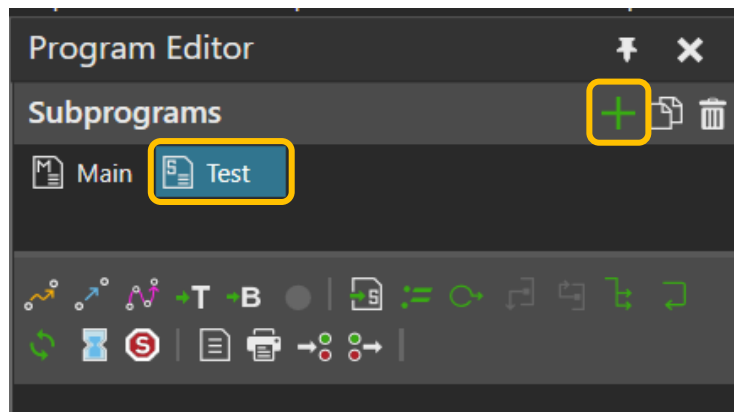 Program Editor
Subprograms
M Main S Test
T B S :=
S